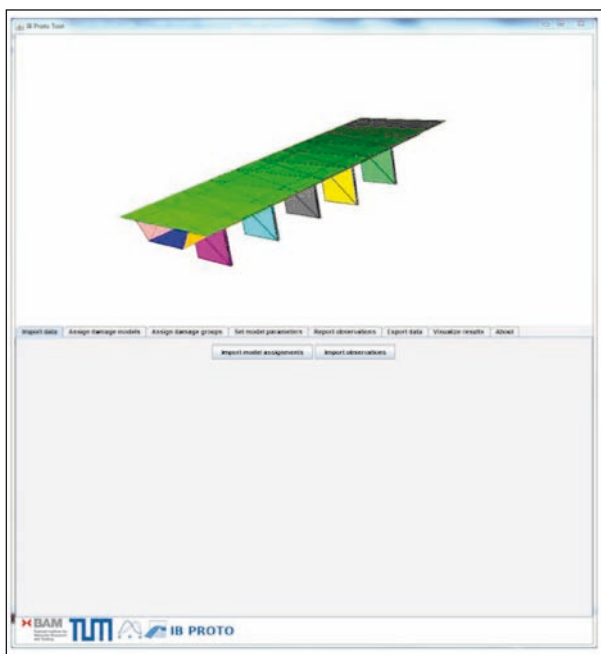 IB Proto Tool
Import data Assign damage models Assign damage groups Set model parameters Report observations Export data Visualize results About
Import model assignments Import observations
BAM
TUM
IB PROTO